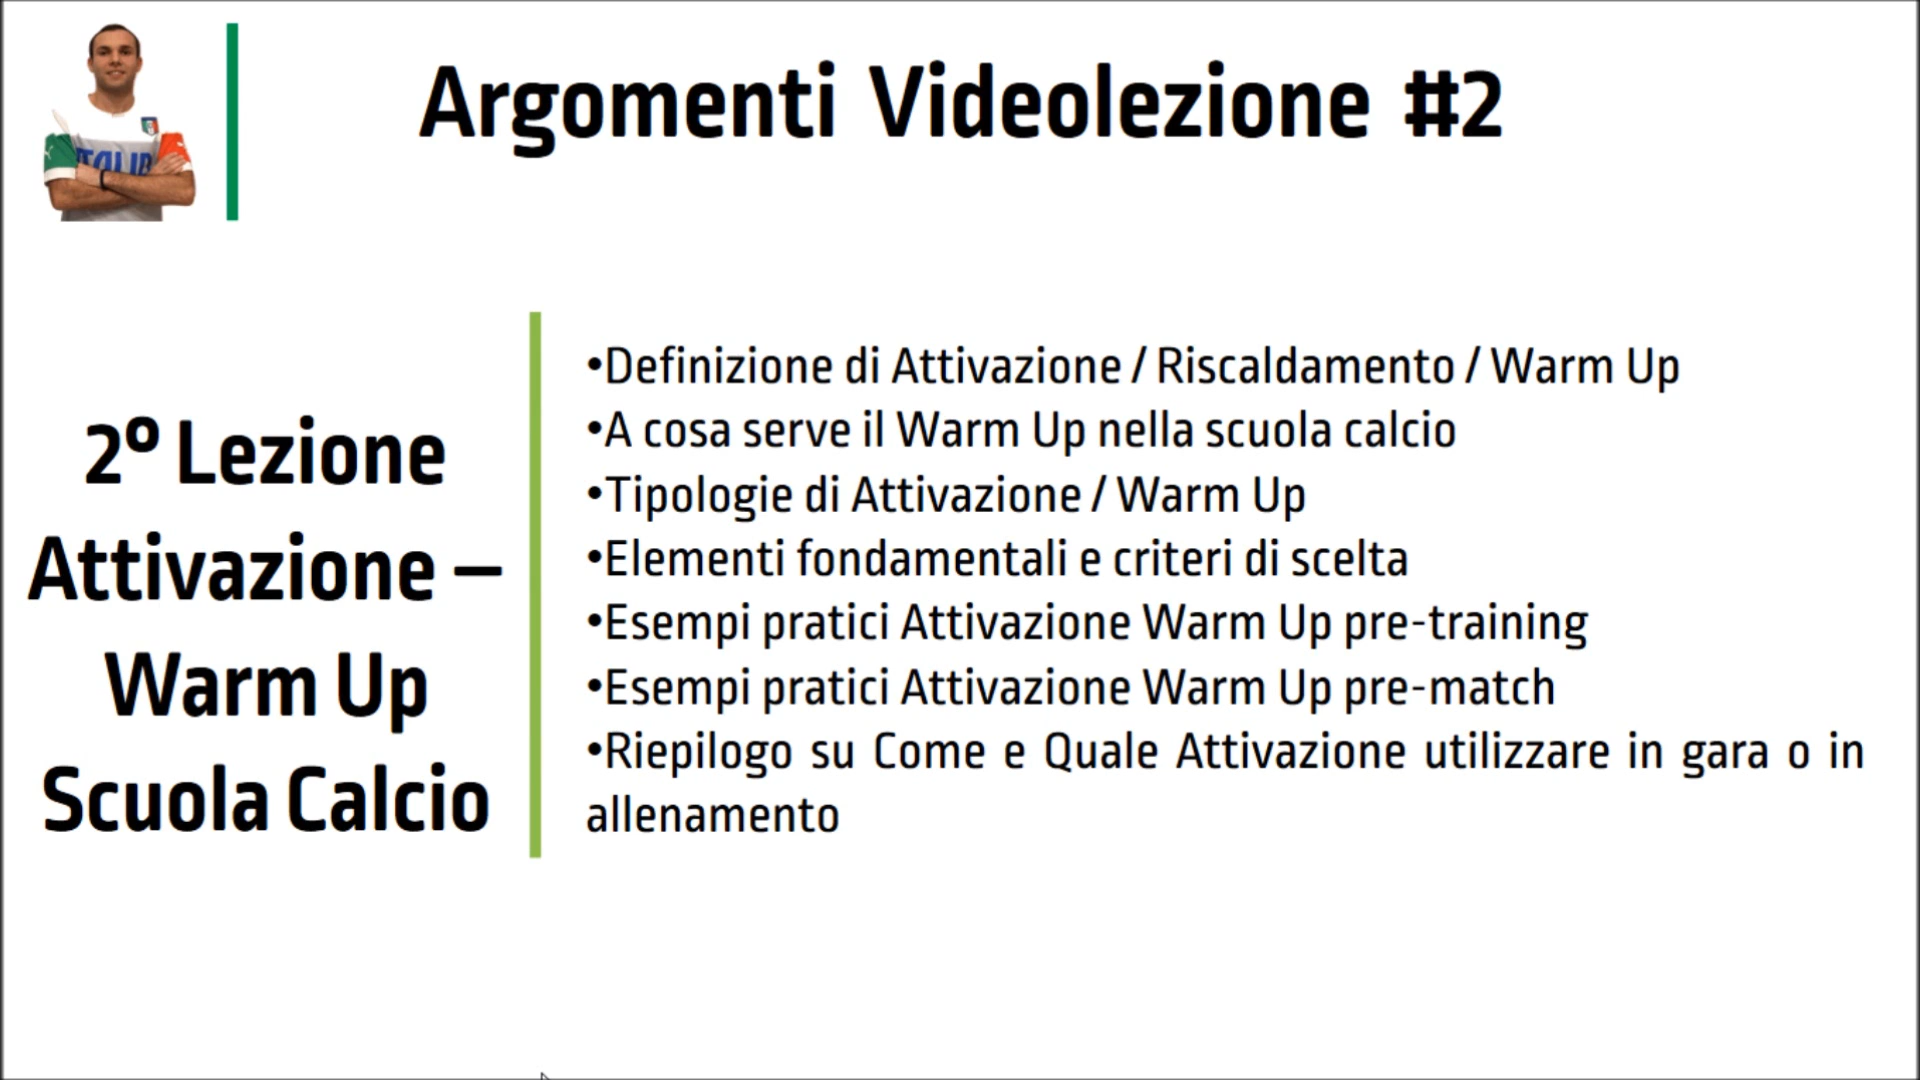 Argomenti Videolezione #2
2º Lezione
Attivazione –
Warm Up
Scuola Calcio
•Definizione di Attivazione / Riscaldamento / Warm Up
•A cosa serve il Warm Up nella scuola calcio
•Tipologie di Attivazione / Warm Up
•Elementi fondamentali e criteri di scelta
•Esempi pratici Attivazione Warm Up pre-training
•Esempi pratici Attivazione Warm Up pre-match
•Riepilogo su Come e Quale Attivazione utilizzare in gara o in
allenamento